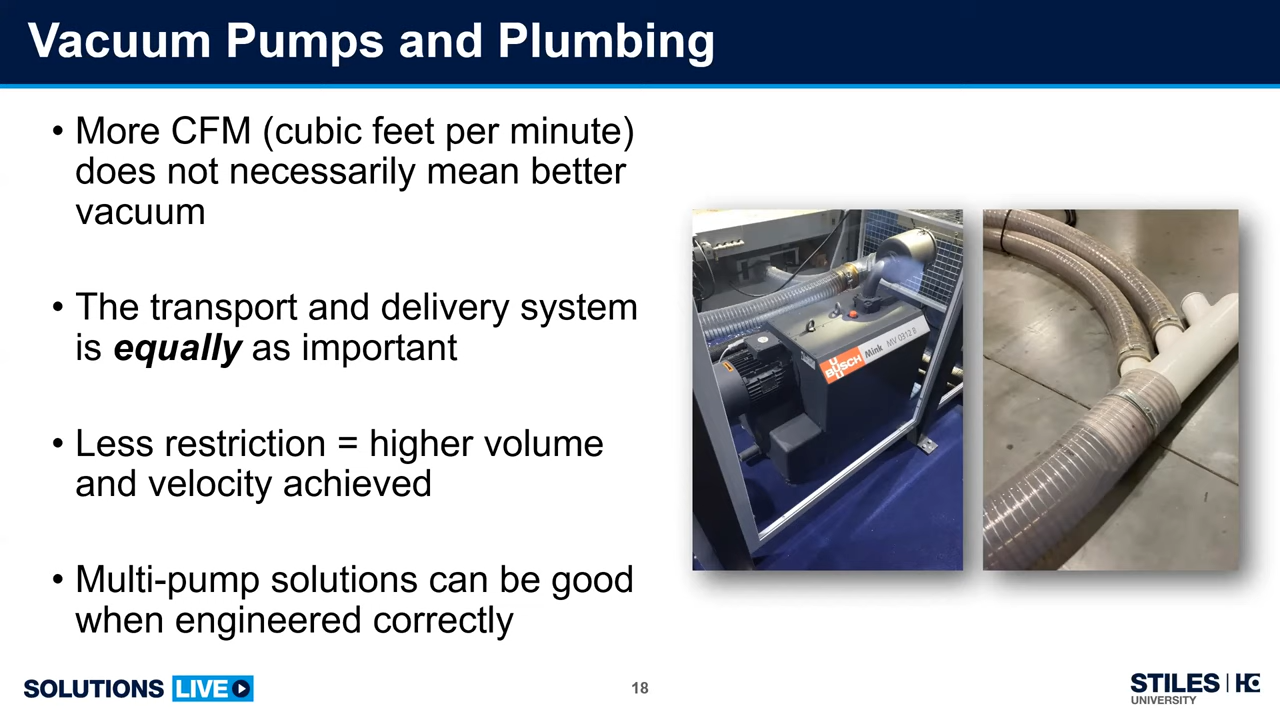 Vacuum Pumps and Plumbing
• More CFM (cubic feet per minute)
does not necessarily mean better
vacuum
• The transport and delivery system
is equally as important
• Less restriction = higher volume
and velocity achieved
• Multi-pump solutions can be good
when engineered correctly
BUSCH
Mink MV 0312 B
SOLUTIONS LIVE
18
STILES
UNIVERSITY